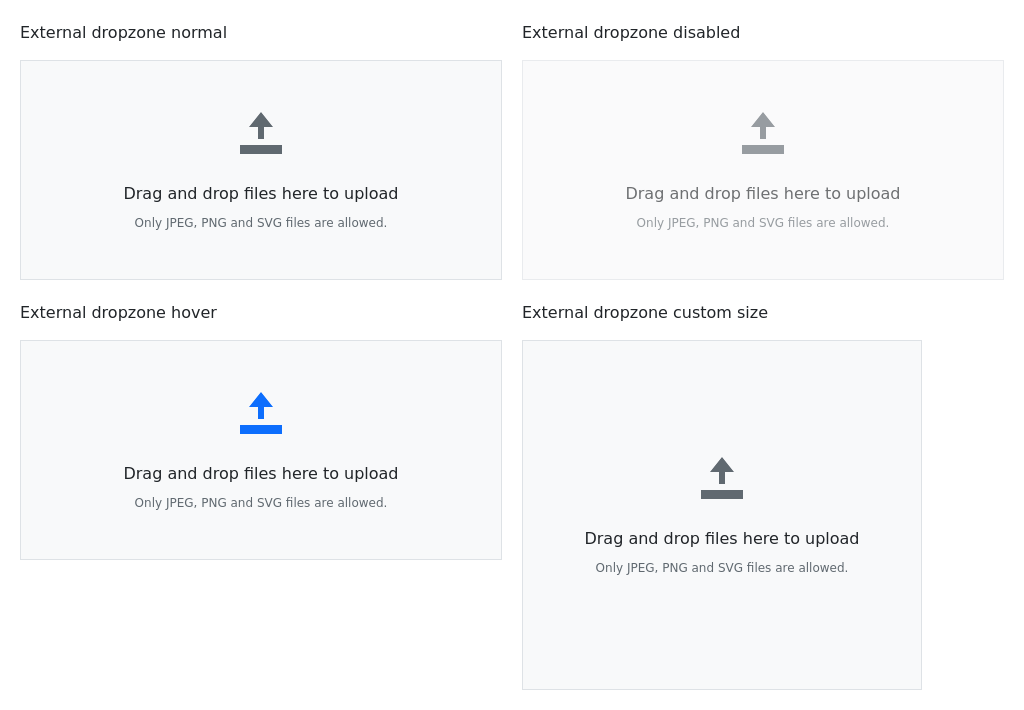 External dropzone normal
Drag and drop files here to upload
Only JPEG, PNG and SVG files are allowed.
External dropzone disabled
Drag and drop files here to upload
Only JPEG, PNG and SVG files are allowed.
External dropzone hover
Drag and drop files here to upload
Only JPEG, PNG and SVG files are allowed.
External dropzone custom size
Drag and drop files here to upload
Only JPEG, PNG and SVG files are allowed.